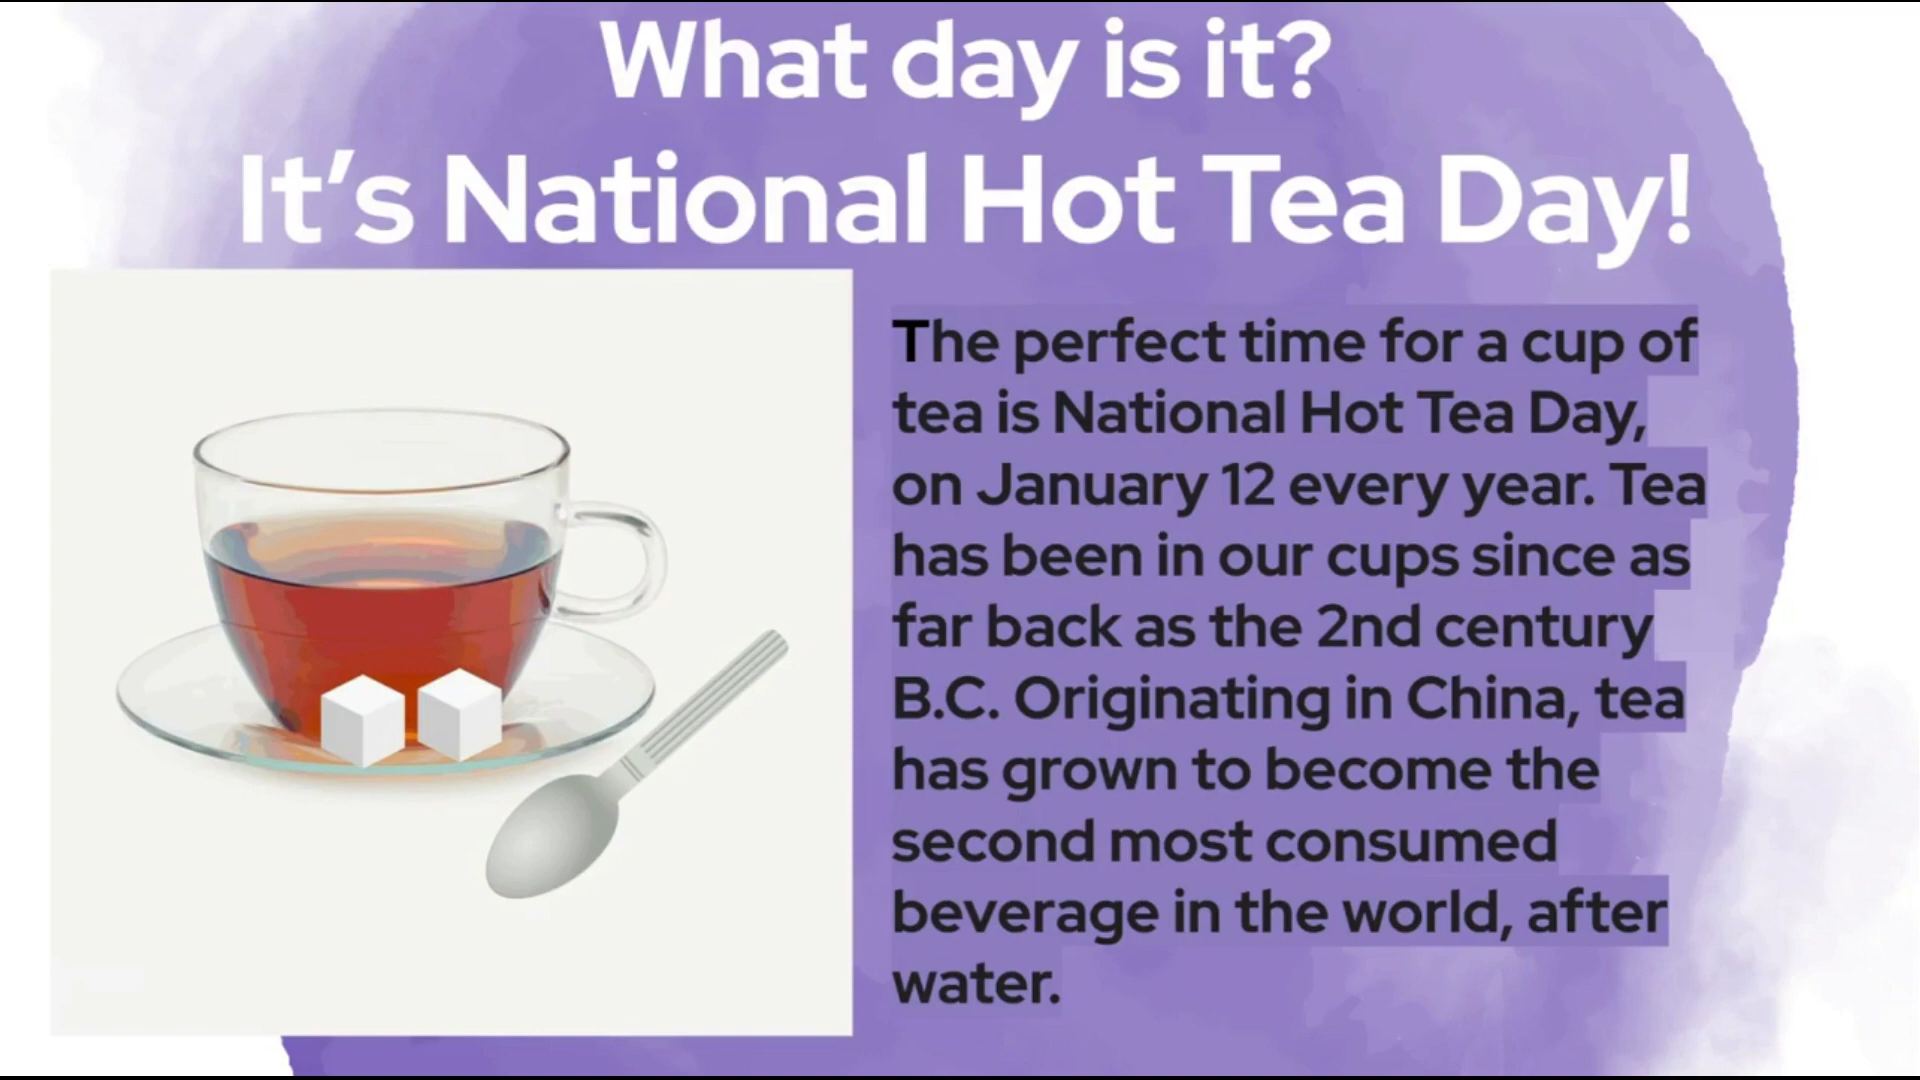 What day is it?
It’s National Hot Tea Day!
The perfect time for a cup of
tea is National Hot Tea Day,
on January 12 every year. Tea
has been in our cups since as
far back as the 2nd century
B.C. Originating in China, tea
has grown to become the
second most consumed
beverage in the world, after
water.